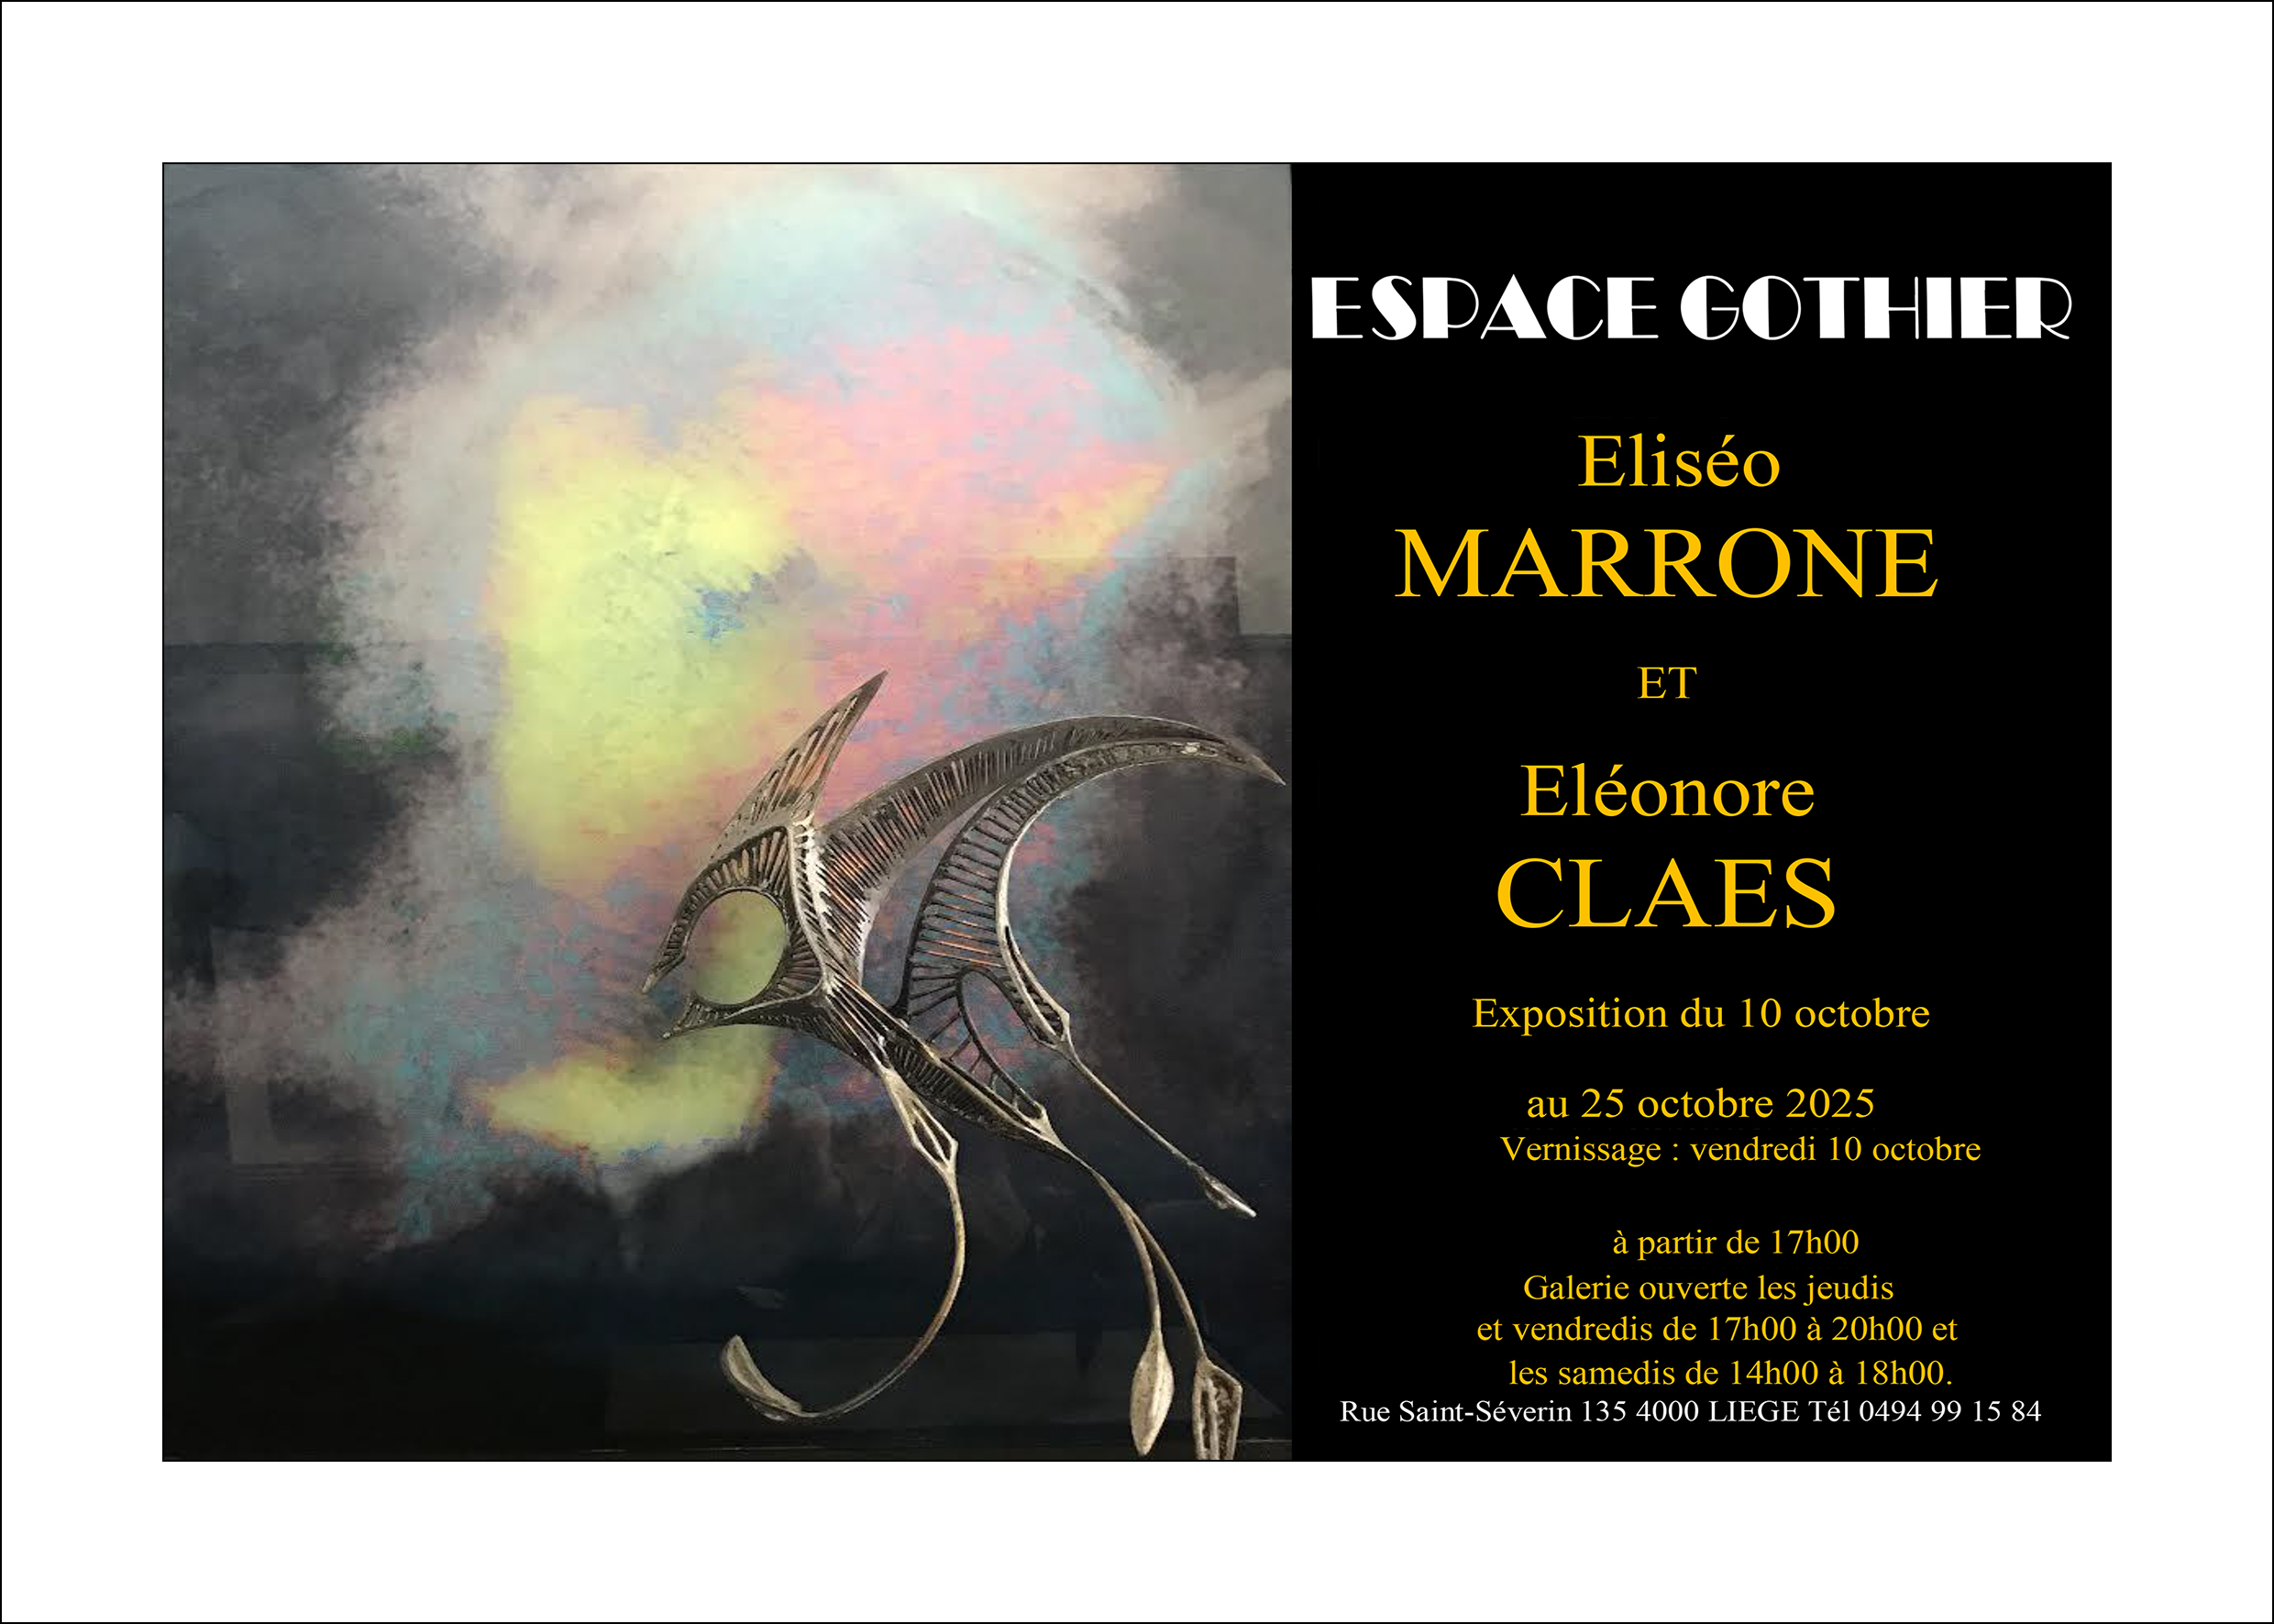 ESPACE GOTHIER
Eliséo
MARRONE
ET
Eléonore
CLAES
Exposition du 10 octobre
au 25 octobre 2025
Vernissage : vendredi 10 octobre
à partir de 17h00
Galerie ouverte les jeudis
et vendredis de 17h00 à 20h00 et
les samedis de 14h00 à 18h00.
Rue Saint-Séverin 135 4000 LIEGE Tél 0494 99 15 84